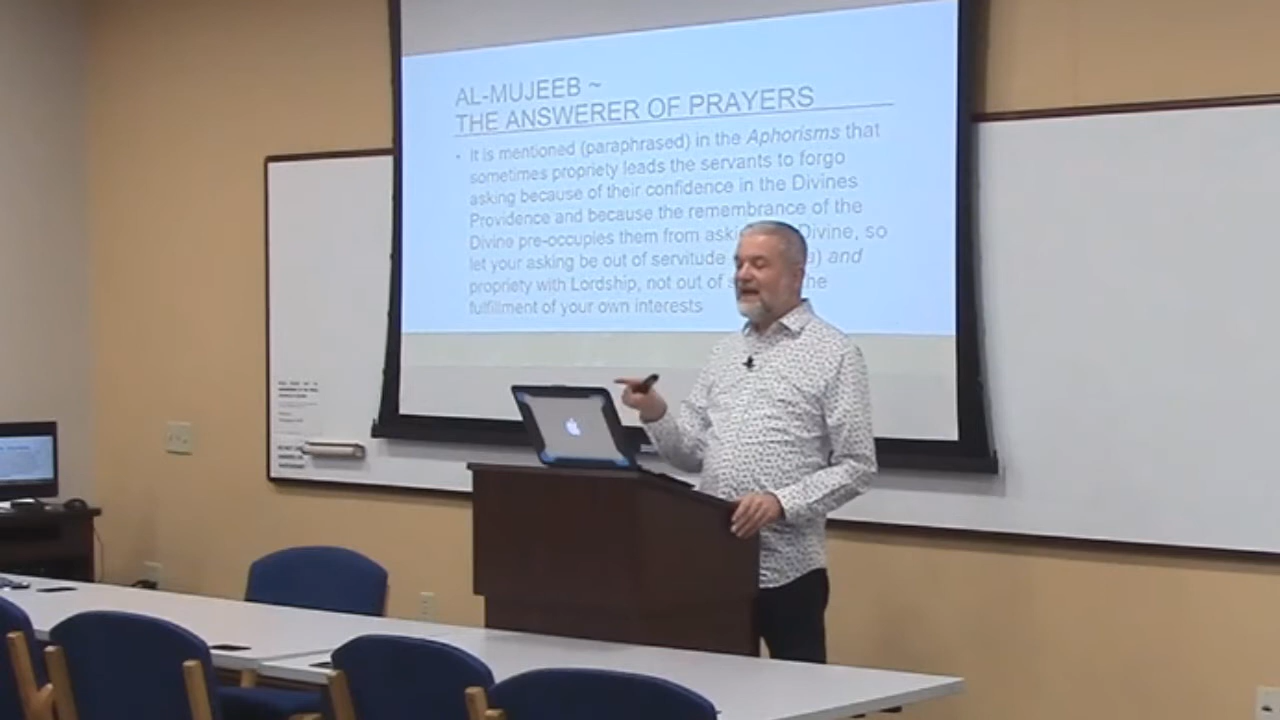 AL-MUJEEB ~
THE ANSWERER OF PRAYERS
• It is mentioned (paraphrased) in the Aphorisms that
sometimes propriety leads the servants to forgo
asking because of their confidence in the Divines
Providence and because the remembrance of the
Divine pre-occupies them from Divine, so
let your asking be out of servitude and
propriety with Lordship, not out of
fulfillment of your own interests